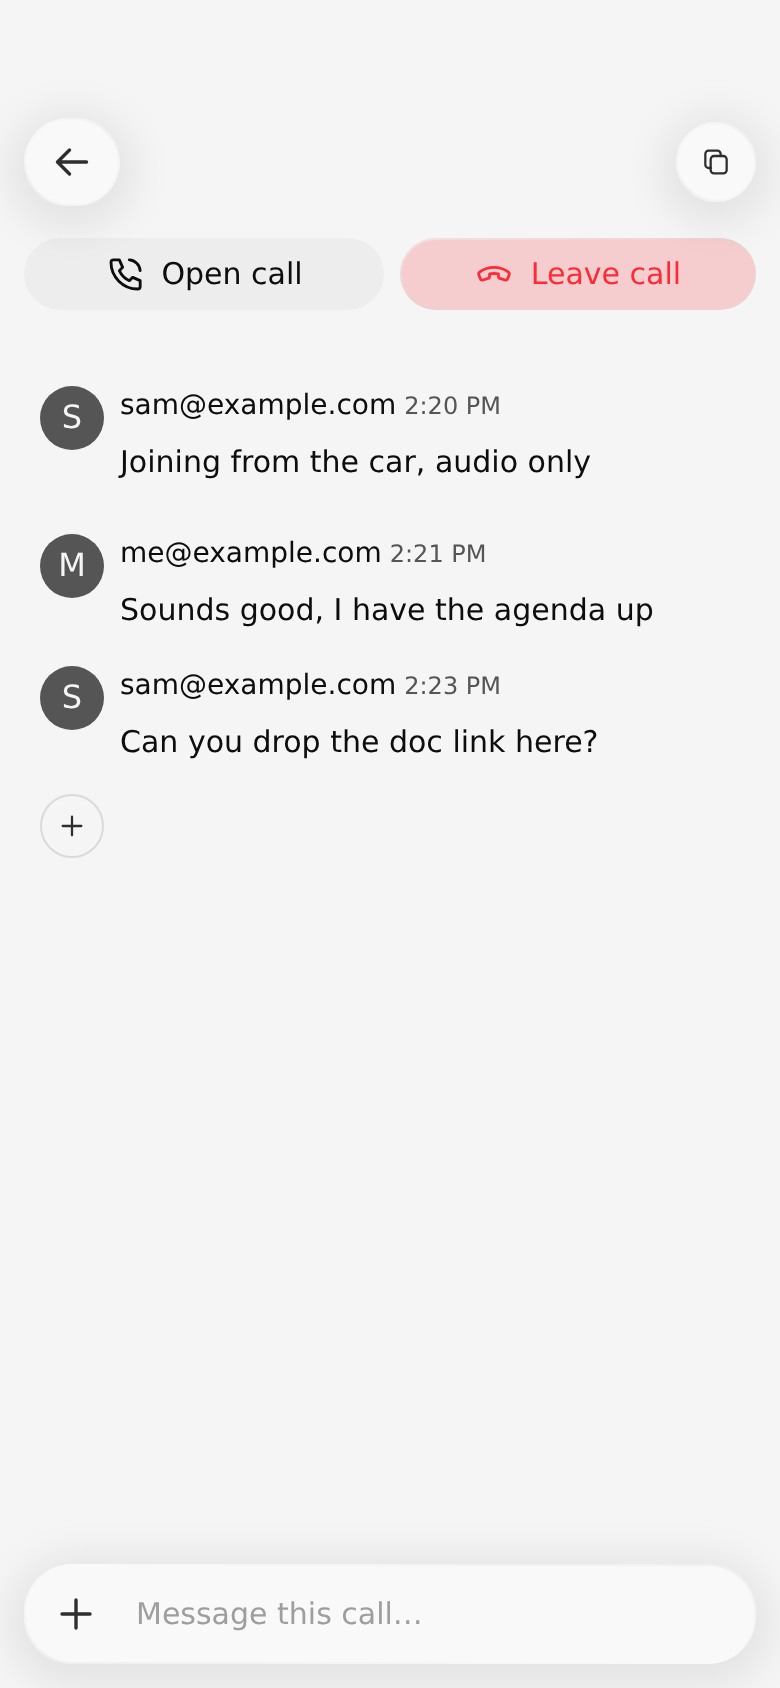 Open call
Leave call
S
sam@example.com 2:20 PM
Joining from the car, audio only
M
me@example.com 2:21 PM
Sounds good, I have the agenda up
S
sam@example.com 2:23 PM
Can you drop the doc link here?
Message this call…